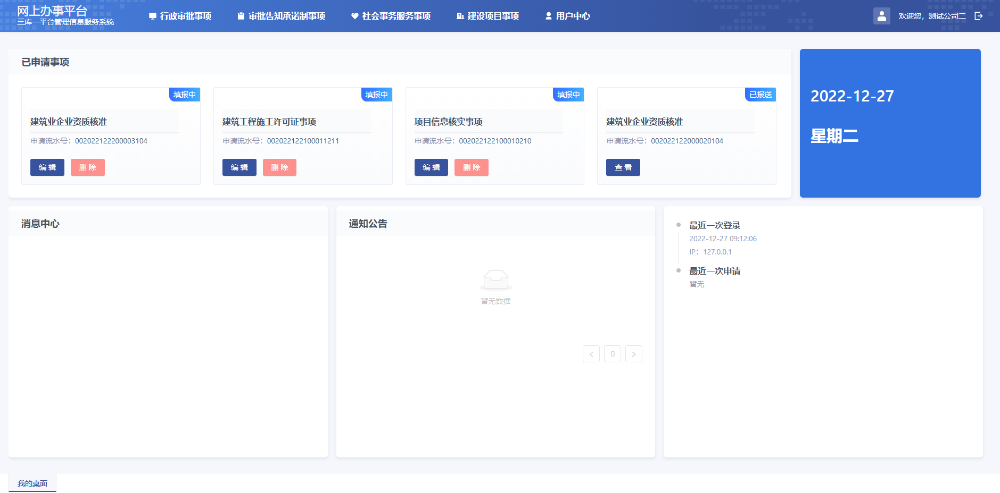 网上办事平台
三库一平台管理信息服务系统
行政审批事项
审批告知承诺制事项
社会事务服务事项
建设项目事项
用户中心
欢迎您，测试公司二
已申请事项
填报中
建筑业企业资质核准
申请流水号：002022122200003104
编 辑
删 除
填报中
建筑工程施工许可证事项
申请流水号：002022122100011211
编 辑
删 除
填报中
项目信息核实事项
申请流水号：002022122100010210
编 辑
删 除
已报送
建筑业企业资质核准
申请流水号：002022122000020104
查 看
2022-12-27
星期二
消息中心
通知公告
暂无数据
0
最近一次登录
2022-12-27 09:12:06
IP：127.0.0.1
最近一次申请
暂无
我的桌面